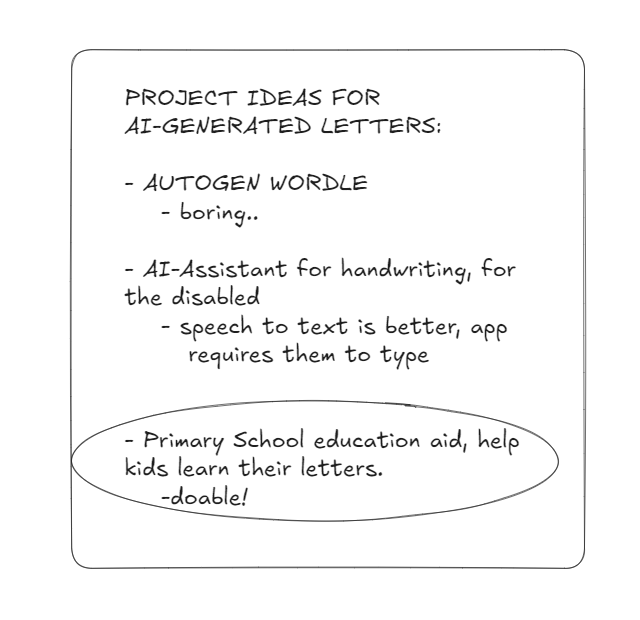 PROJECT IDEAS FOR
AI-GENERATED LETTERS:
- AUTOGEN WORDLE
- boring..
- AI-Assistant for handwriting, for
the disabled
- speech to text is better, app
requires them to type
- Primary School education aid, help
kids learn their letters.
-doable!